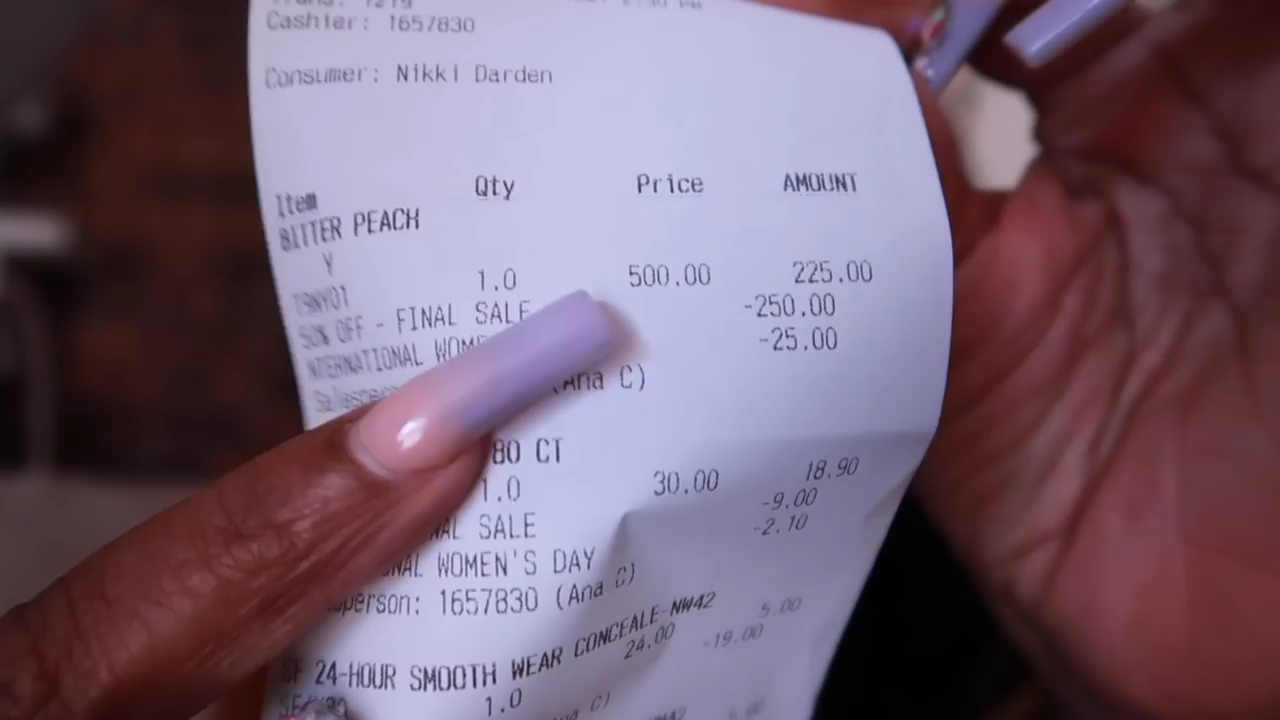 Cashier: 1657830
Consumer: Nikki Darden
Item Qty Price AMOUNT
BITTER PEACH
Y
T9NY01 1.0 500.00 225.00
50% OFF - FINAL SALE -250.00
INTERNATIONAL -25.00
(Ana C)
80 CT
1.0 30.00 18.90
SALE -9.00
WOMEN'S DAY -2.10
1657830 (Ana C)
SF 24-HOUR SMOOTH WEAR CONCEALE-NW42
1.0 24.00 5.00
-19.00
C)